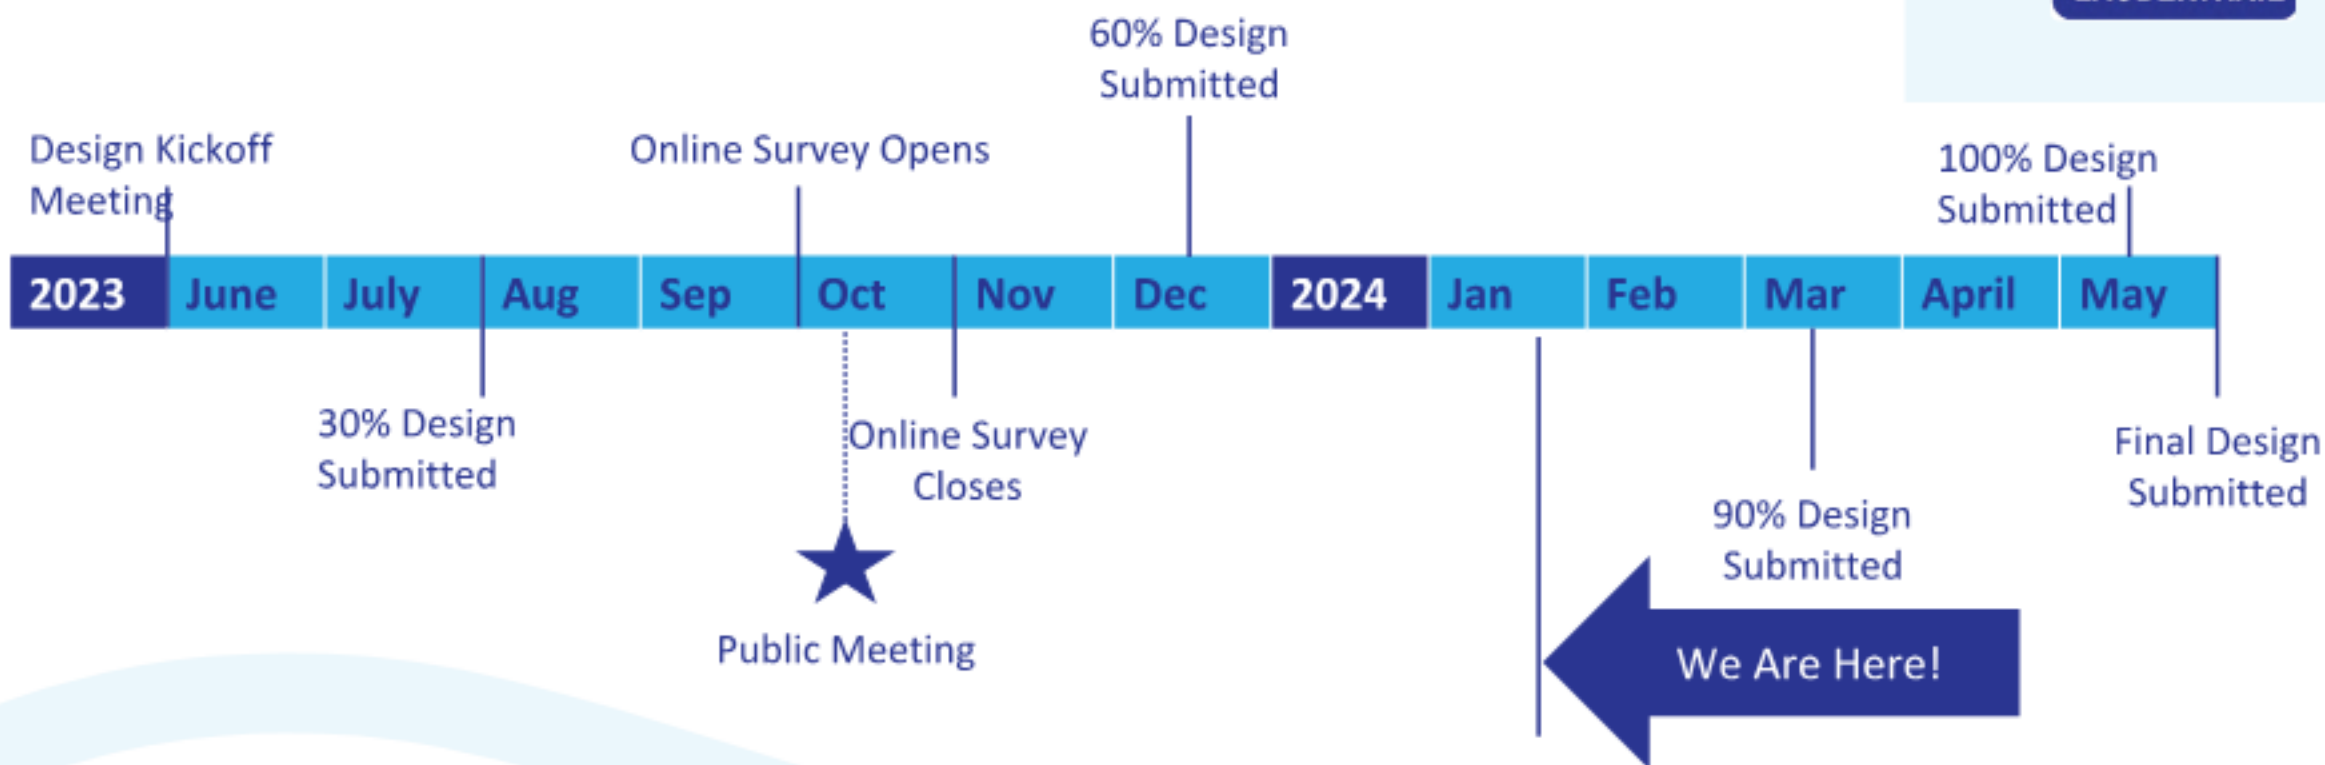 60% Design
Submitted
Design Kickoff
Meeting
Online Survey Opens
100% Design
Submitted
2023 June July Aug Sep Oct Nov Dec 2024 Jan Feb Mar April May
30% Design
Submitted
Online Survey
Closes
Final Design
Submitted
90% Design
Submitted
Public Meeting
We Are Here!